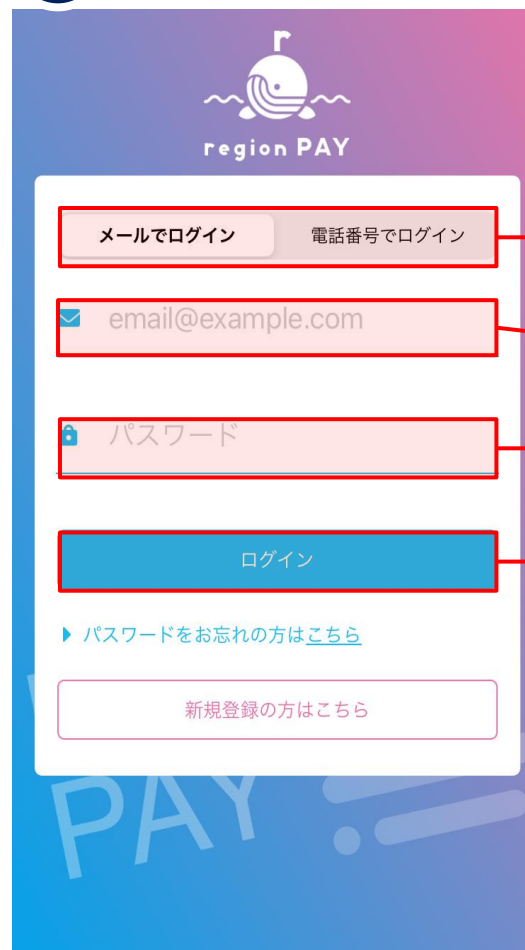 r
region PAY
メールでログイン 電話番号でログイン
email@example.com
パスワード
ログイン
パスワードをお忘れの方はこちら
新規登録の方はこちら
PAY